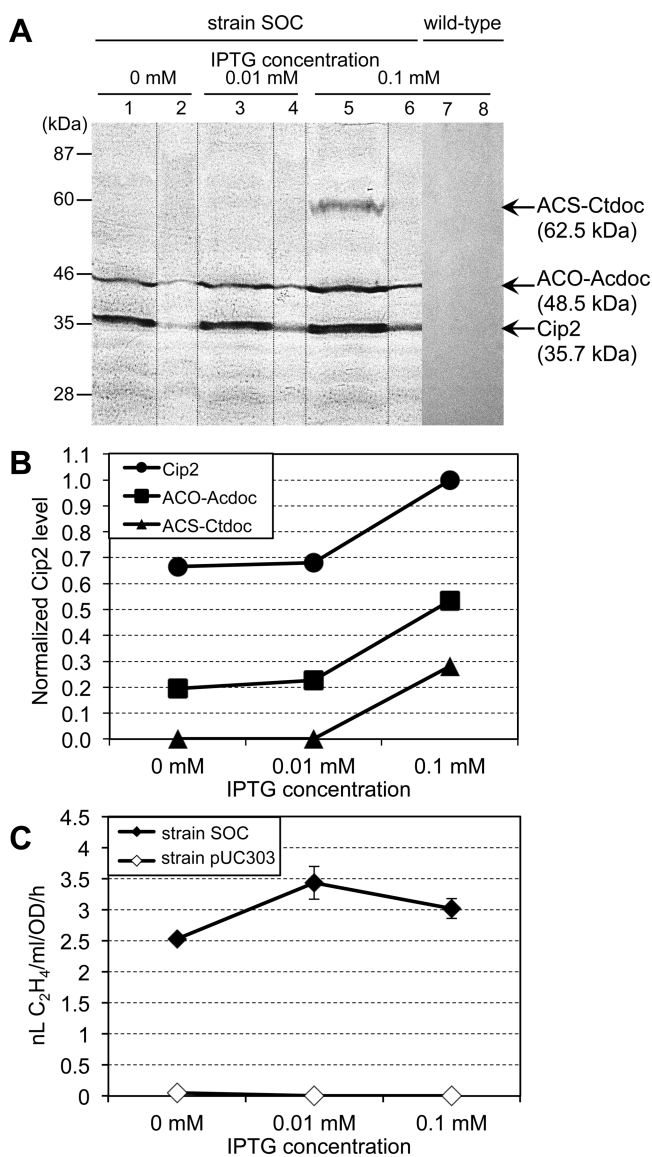 A
strain SOC wild-type
IPTG concentration
0 mM 0.01 mM 0.1 mM
1 2 3 4 5 6 7 8
(kDa)
87
60
46
35
28
ACS-Ctdoc
(62.5 kDa)
ACO-Acdoc
(48.5 kDa)
Cip2
(35.7 kDa)
B
Normalized Cip2 level
1.1
1.0
0.9
0.8
0.7
0.6
0.5
0.4
0.3
0.2
0.1
0.0
Cip2
ACO-Acdoc
ACS-Ctdoc
0 mM 0.01 mM 0.1 mM
IPTG concentration
C
nL C₂H₄/ml/OD/h
4.5
4
3.5
3
2.5
2
1.5
1
0.5
0
strain SOC
strain pUC303
0 mM 0.01 mM 0.1 mM
IPTG concentration